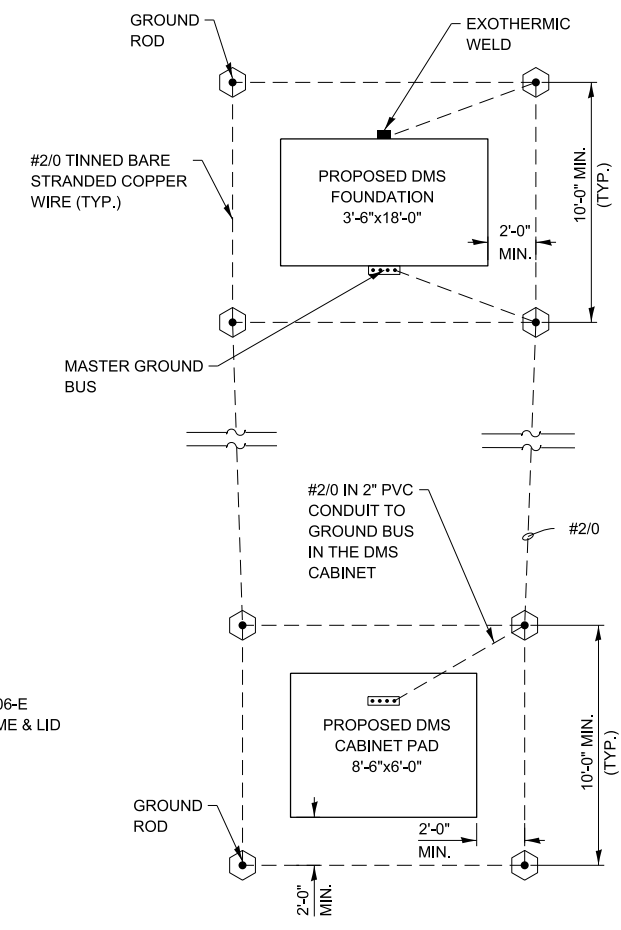 GROUND
ROD
EXOTHERMIC
WELD
#2/0 TINNED BARE
STRANDED COPPER
WIRE (TYP.)
PROPOSED DMS
FOUNDATION
3'-6"x18'-0"
2'-0"
MIN.
10'-0" MIN.
(TYP.)
MASTER GROUND
BUS
#2/0 IN 2" PVC
CONDUIT TO
GROUND BUS
IN THE DMS
CABINET
#2/0
06-E
ME & LID
PROPOSED DMS
CABINET PAD
8'-6"x6'-0"
10'-0" MIN.
(TYP.)
GROUND
ROD
2'-0"
MIN.
2'-0"
MIN.